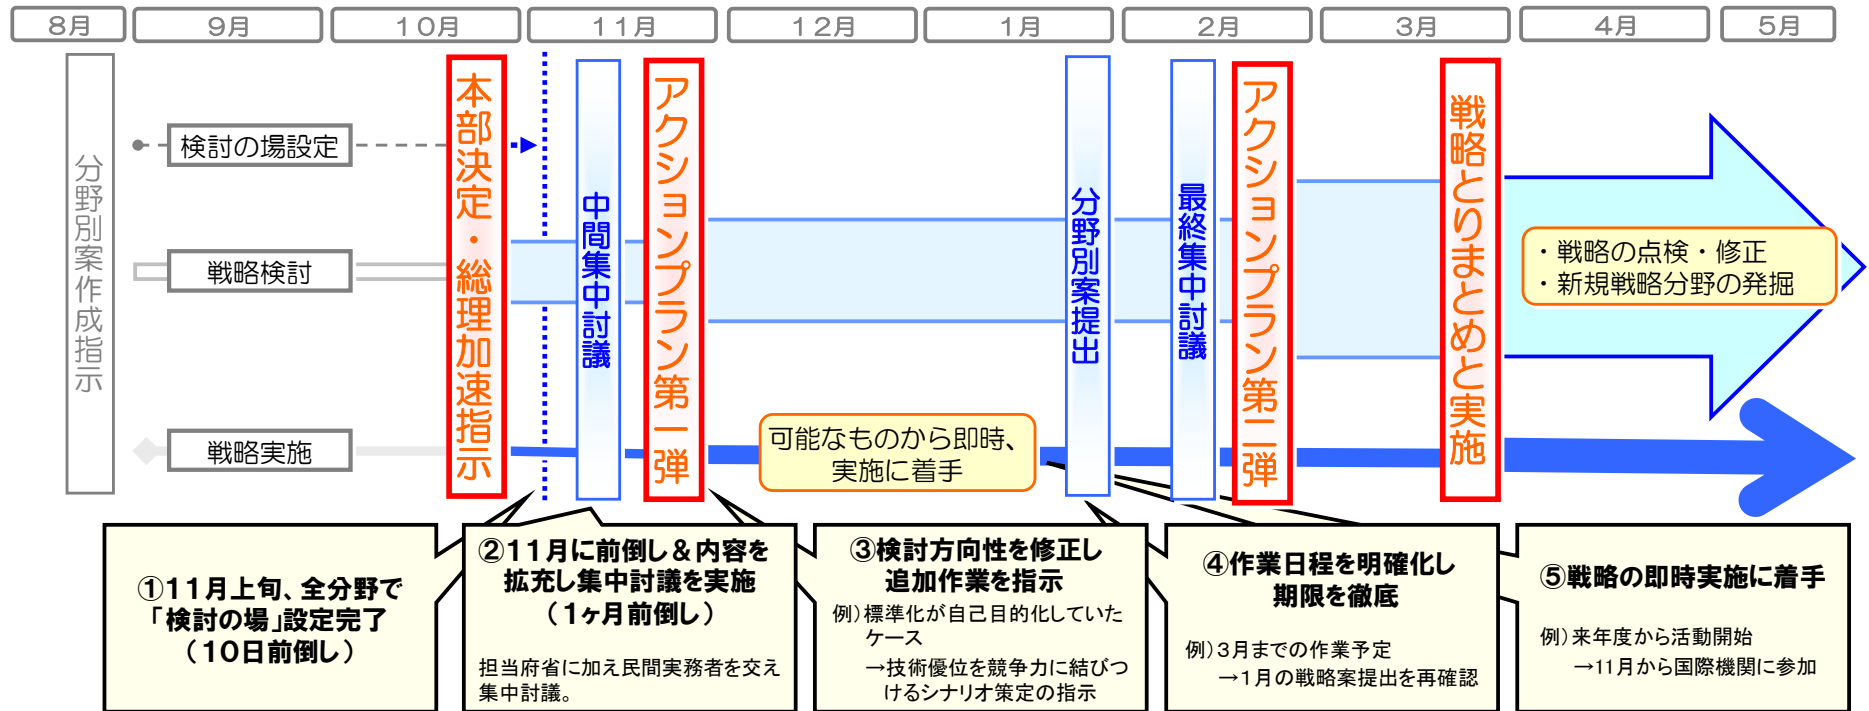 8月
9月
10月
11月
12月
1月
2月
3月
4月
5月
分野別案作成指示
検討の場設定
戦略検討
戦略実施
本部決定・総理加速指示
中間集中討議
アクションプラン第一弾
可能なものから即時、
実施に着手
分野別案提出
最終集中討議
アクションプラン第二弾
戦略とりまとめと実施
・戦略の点検・修正
・新規戦略分野の発掘
①11月上旬、全分野で
「検討の場」設定完了
（10日前倒し）
②11月に前倒し＆内容を
拡充し集中討議を実施
（1ヶ月前倒し）
担当府省に加え民間実務者を交え
集中討議。
③検討方向性を修正し
追加作業を指示
例）標準化が自己目的化していた
ケース
→技術優位を競争力に結びつ
けるシナリオ策定の指示
④作業日程を明確化し
期限を徹底
例）3月までの作業予定
→1月の戦略案提出を再確認
⑤戦略の即時実施に着手
例）来年度から活動開始
→11月から国際機関に参加